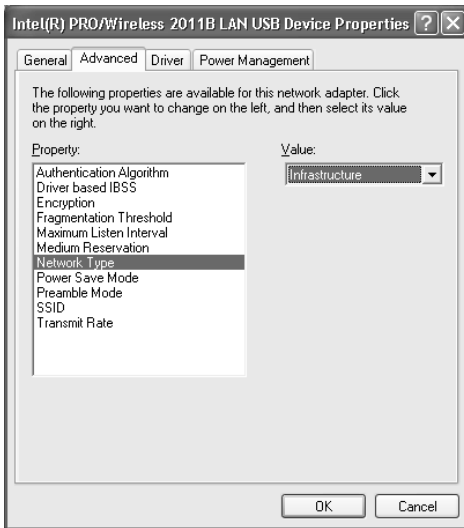 Intel(R) PRO/Wireless 2011B LAN USB Device Properties
General Advanced Driver Power Management
The following properties are available for this network adapter. Click
the property you want to change on the left, and then select its value
on the right.
Property:
Authentication Algorithm
Driver based IBSS
Encryption
Fragmentation Threshold
Maximum Listen Interval
Medium Reservation
Network Type
Power Save Mode
Preamble Mode
SSID
Transmit Rate
Value:
Infrastructure
OK Cancel